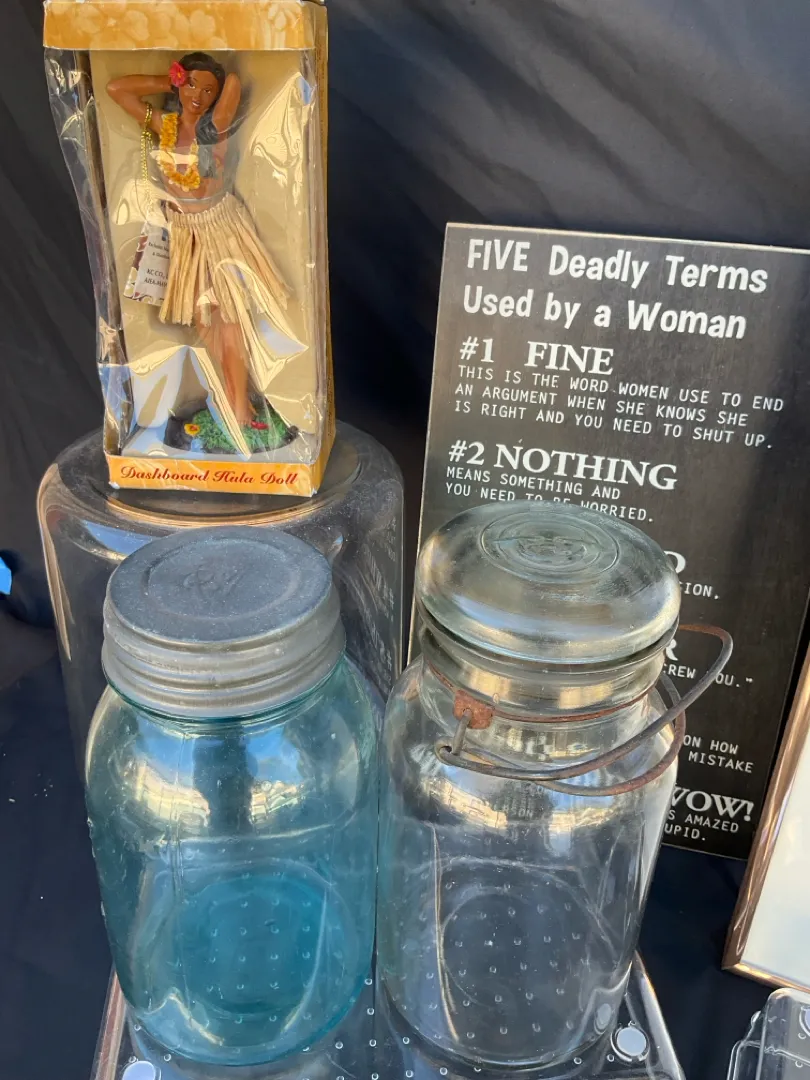 Dashboard Hula Doll
FIVE Deadly Terms
Used by a Woman
#1 FINE
THIS IS THE WORD WOMEN USE TO END
AN ARGUMENT WHEN SHE KNOWS SHE
IS RIGHT AND YOU NEED TO SHUT UP.
#2 NOTHING
MEANS SOMETHING AND
YOU NEED TO BE WORRIED.
ION.
REW YOU."
ON HOW
MISTAKE
WOW!
S AMAZED
UPID.